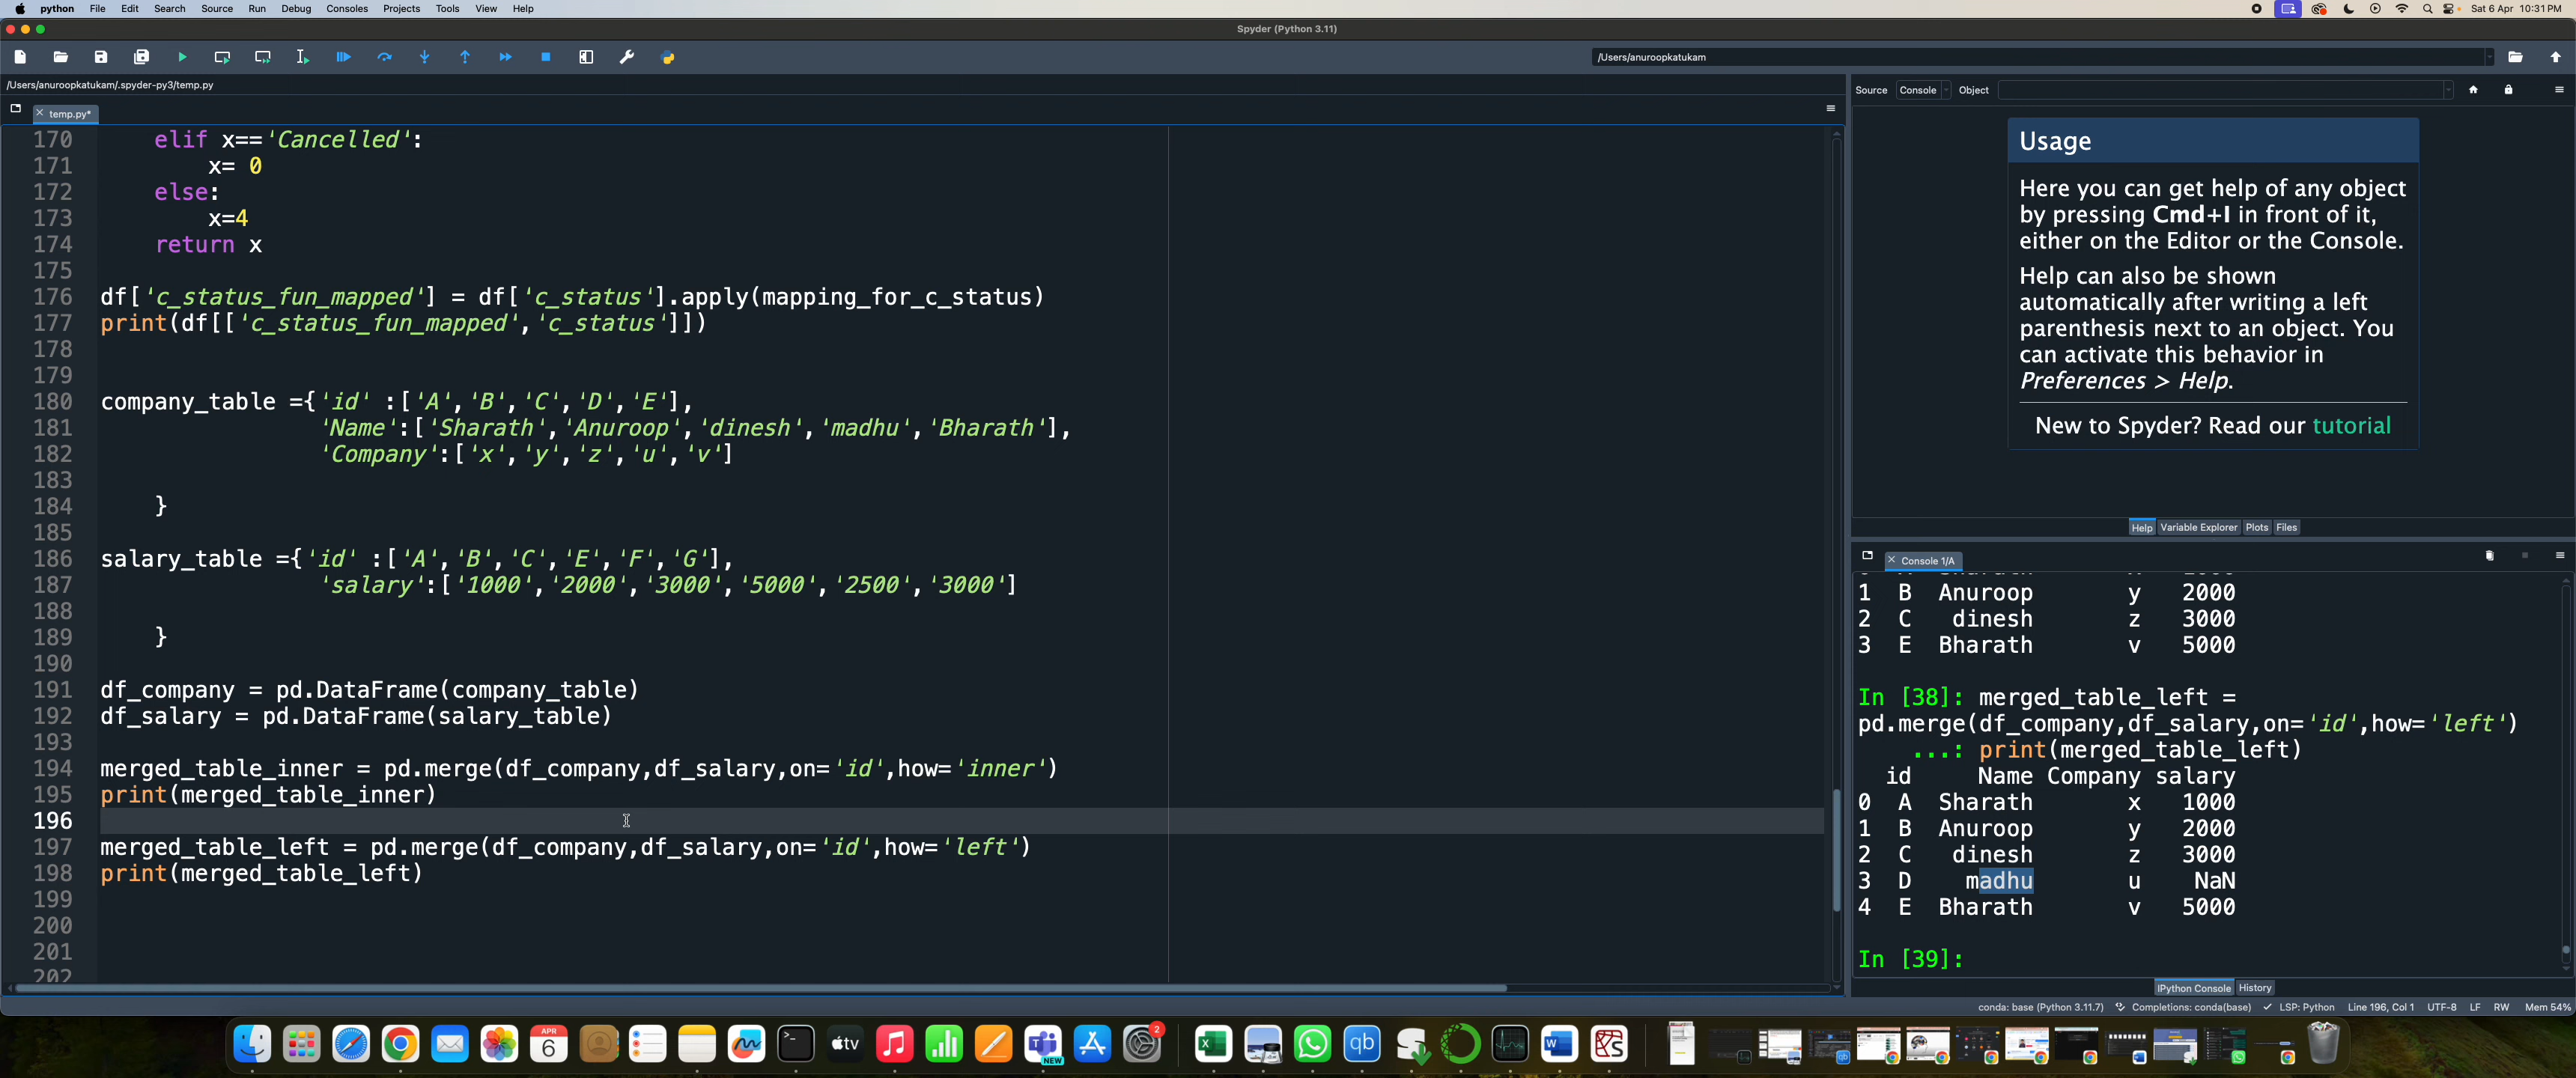 python File Edit Search Source Run Debug Consoles Projects Tools View Help
Sat 6 Apr 10:31 PM
Spyder (Python 3.11)
/Users/anuroopkatukam
/Users/anuroopkatukam/.spyder-py3/temp.py
temp.py*
170 elif x=='Cancelled':
171 x= 0
172 else:
173 x=4
174 return x
175
176 df['c_status_fun_mapped'] = df['c_status'].apply(mapping_for_c_status)
177 print(df[['c_status_fun_mapped','c_status']])
178
179
180 company_table ={'id' :['A','B','C','D','E'],
181 'Name':['Sharath','Anuroop','dinesh','madhu','Bharath'],
182 'Company':['x','y','z','u','v']
183
184 }
185
186 salary_table ={'id' :['A','B','C','E','F','G'],
187 'salary':['1000','2000','3000','5000','2500','3000']
188
189 }
190
191 df_company = pd.DataFrame(company_table)
192 df_salary = pd.DataFrame(salary_table)
193
194 merged_table_inner = pd.merge(df_company,df_salary,on='id',how='inner')
195 print(merged_table_inner)
196
197 merged_table_left = pd.merge(df_company,df_salary,on='id',how='left')
198 print(merged_table_left)
199
200
201
202
Source Console Object
Usage
Here you can get help of any object
by pressing Cmd+I in front of it,
either on the Editor or the Console.
Help can also be shown
automatically after writing a left
parenthesis next to an object. You
can activate this behavior in
Preferences > Help.
New to Spyder? Read our tutorial
Help Variable Explorer Plots Files
Console 1/A
1 B Anuroop y 2000
2 C dinesh z 3000
3 E Bharath v 5000
In [38]: merged_table_left =
pd.merge(df_company,df_salary,on='id',how='left')
...: print(merged_table_left)
id Name Company salary
0 A Sharath x 1000
1 B Anuroop y 2000
2 C dinesh z 3000
3 D madhu u NaN
4 E Bharath v 5000
In [39]:
IPython Console History
conda: base (Python 3.11.7) Completions: conda(base) LSP: Python Line 196, Col 1 UTF-8 LF RW Mem 54%
APR
6
tv
NEW
2
qb